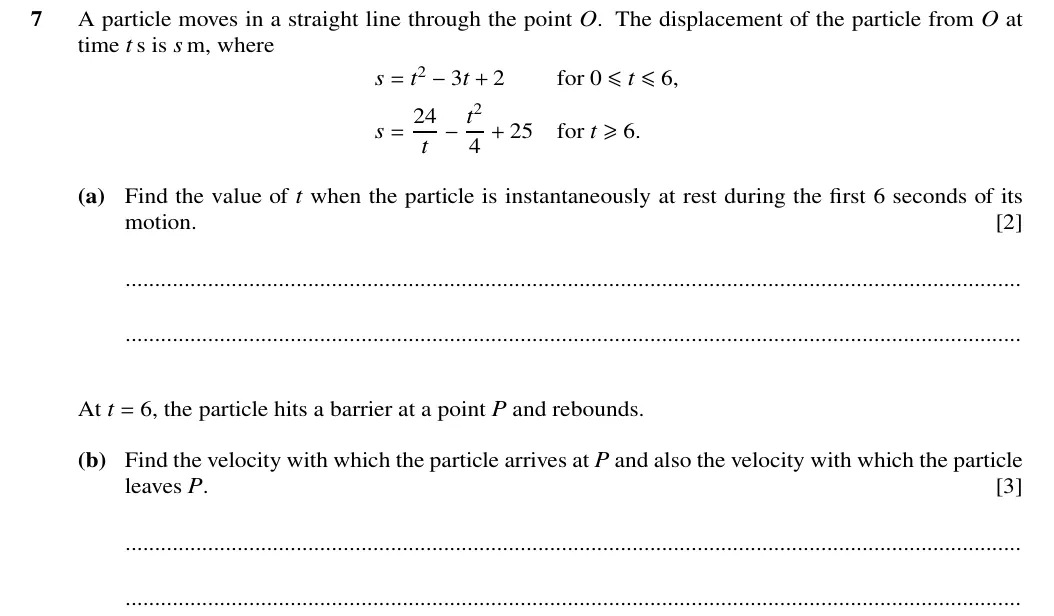 7 A particle moves in a straight line through the point O. The displacement of the particle from O at
time t s is s m, where
s = t² − 3t + 2 for 0 ⩽ t ⩽ 6,
s = 24/t − t²/4 + 25 for t ⩾ 6.
(a) Find the value of t when the particle is instantaneously at rest during the first 6 seconds of its
motion. [2]
At t = 6, the particle hits a barrier at a point P and rebounds.
(b) Find the velocity with which the particle arrives at P and also the velocity with which the particle
leaves P. [3]